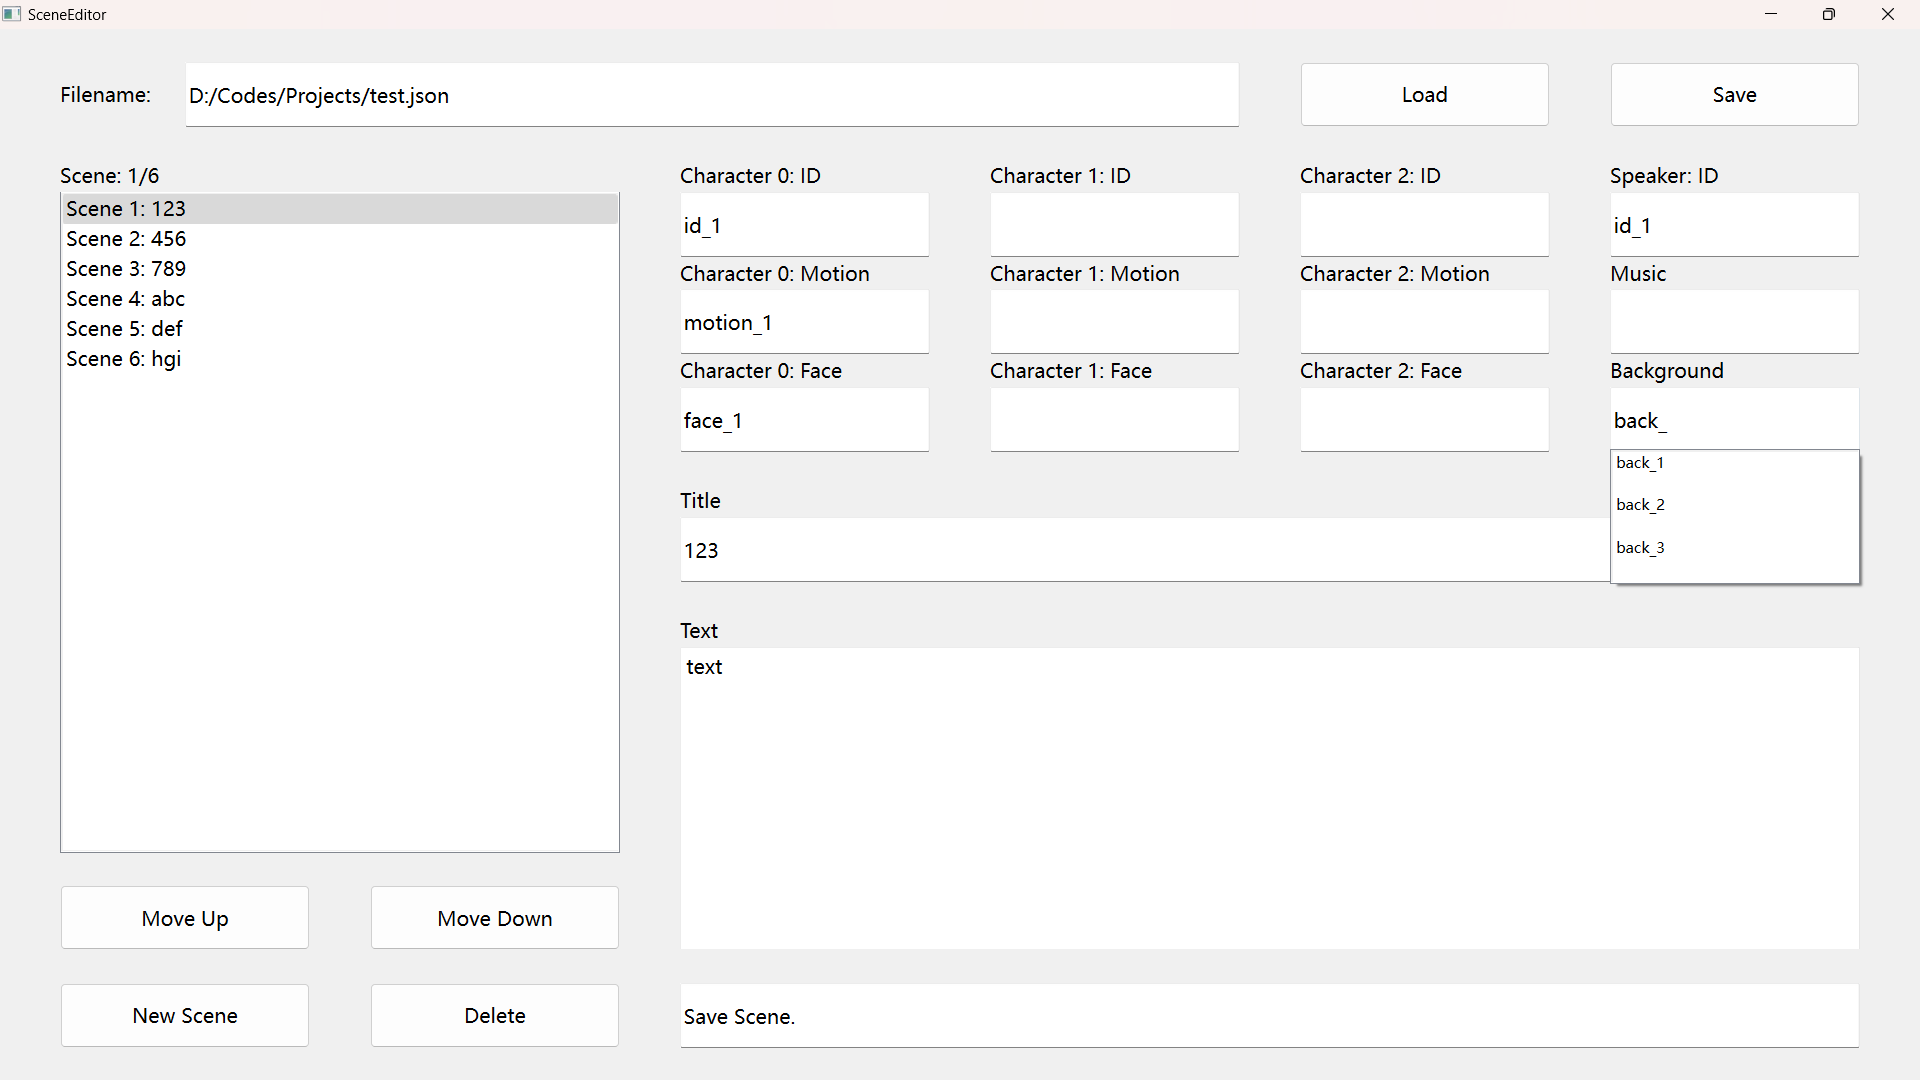 SceneEditor
Filename:
D:/Codes/Projects/test.json
Load
Save
Scene: 1/6
Scene 1: 123
Scene 2: 456
Scene 3: 789
Scene 4: abc
Scene 5: def
Scene 6: hgi
Move Up
Move Down
New Scene
Delete
Character 0: ID
Character 1: ID
Character 2: ID
Speaker: ID
id_1
id_1
Character 0: Motion
Character 1: Motion
Character 2: Motion
Music
motion_1
Character 0: Face
Character 1: Face
Character 2: Face
Background
face_1
back_
back_1
back_2
back_3
Title
123
Text
text
Save Scene.